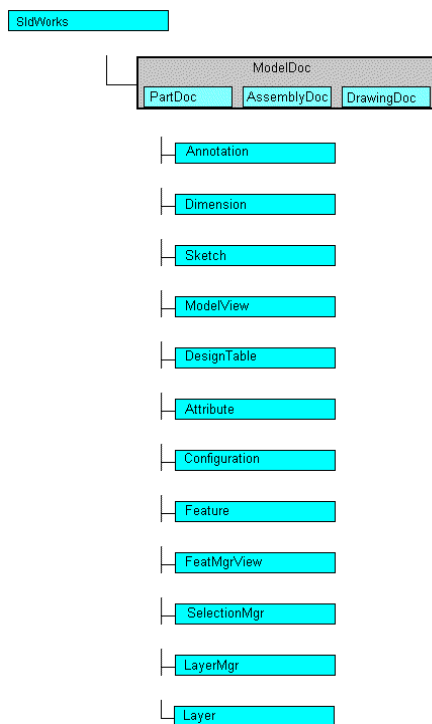 SldWorks
ModelDoc
PartDoc AssemblyDoc DrawingDoc
Annotation
Dimension
Sketch
ModelView
DesignTable
Attribute
Configuration
Feature
FeatMgrView
SelectionMgr
LayerMgr
Layer